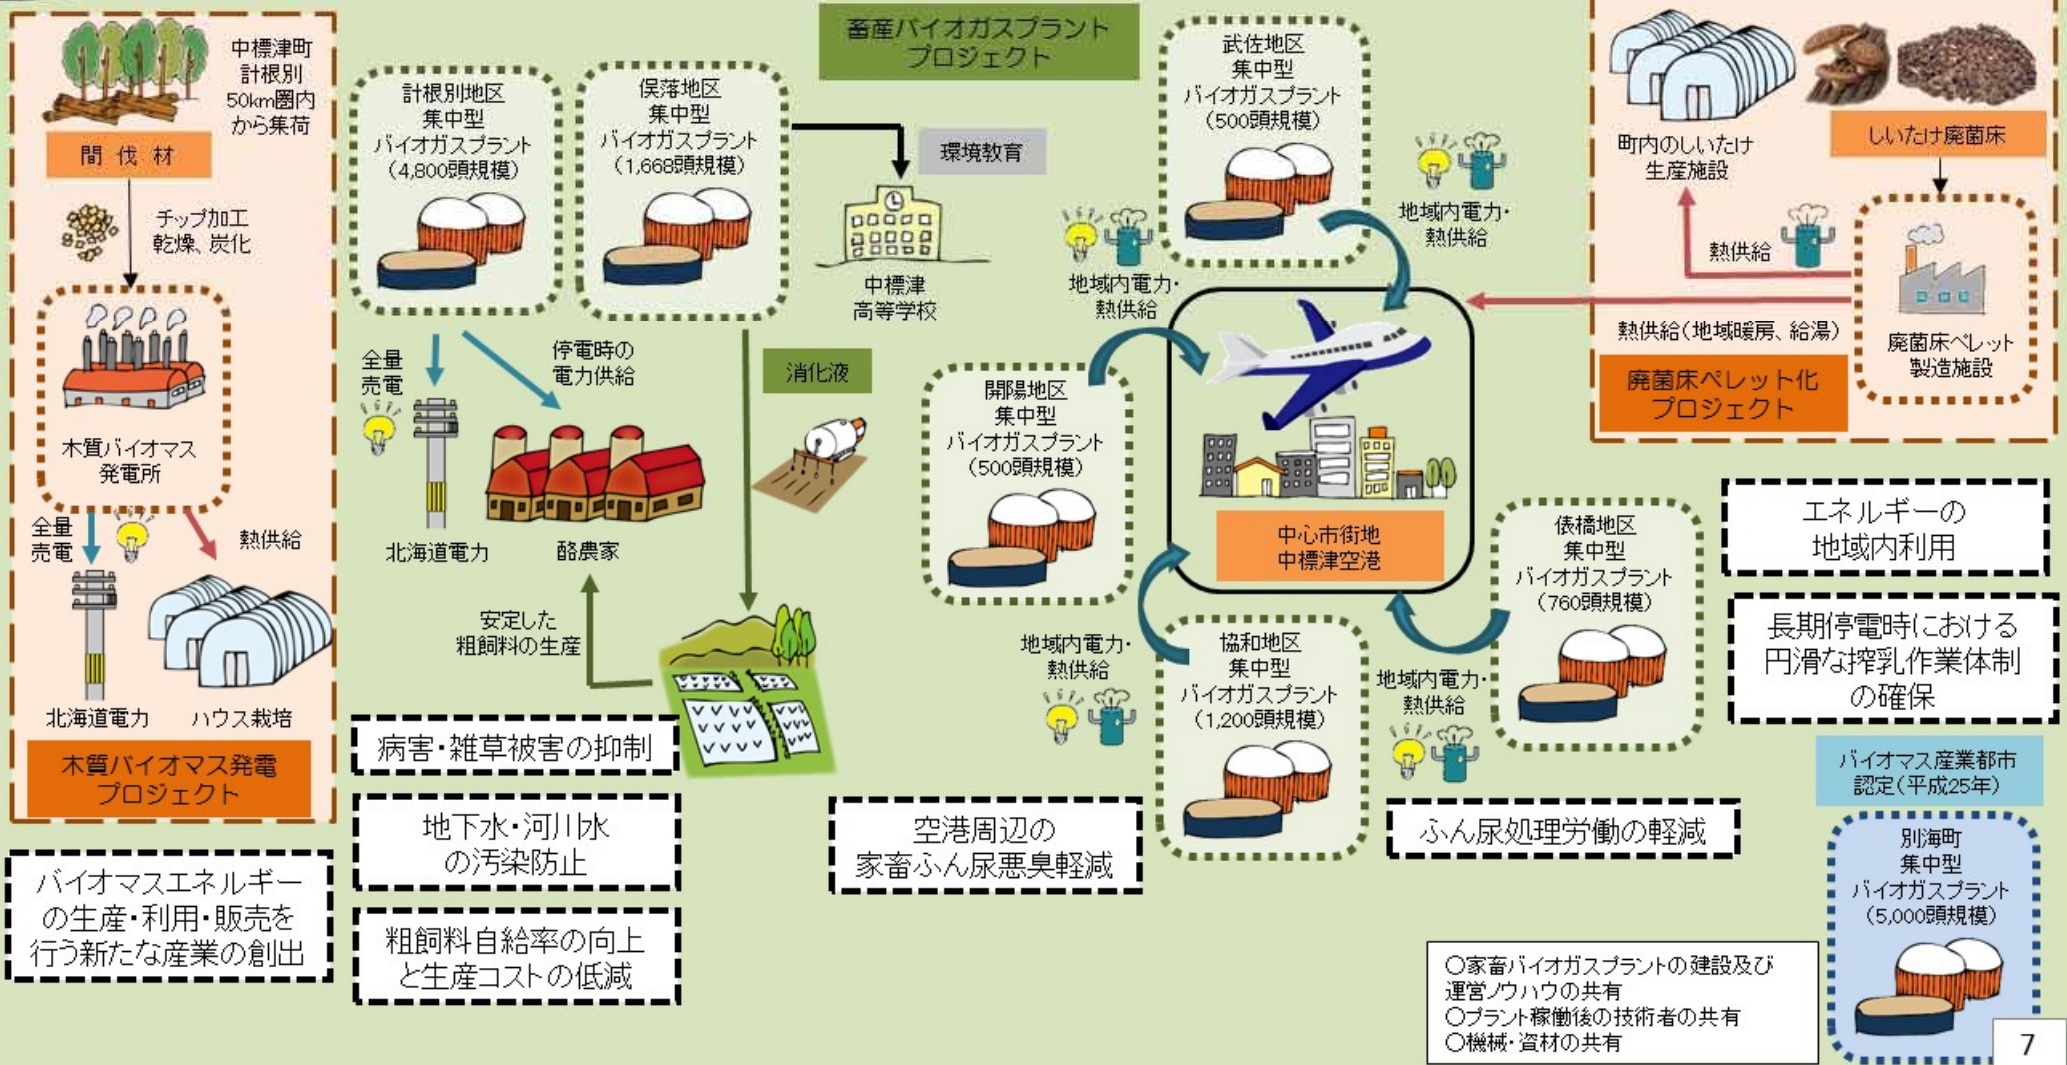 中標津町
計根別
50km圏内
から集荷
間伐材
チップ加工
乾燥、炭化
木質バイオマス
発電所
全量
売電
熱供給
北海道電力
ハウス栽培
木質バイオマス発電
プロジェクト
バイオマスエネルギー
の生産・利用・販売を
行う新たな産業の創出
畜産バイオガスプラント
プロジェクト
計根別地区
集中型
バイオガスプラント
(4,800頭規模)
俣落地区
集中型
バイオガスプラント
(1,668頭規模)
環境教育
中標津
高等学校
全量
売電
停電時の
電力供給
消化液
北海道電力
酪農家
安定した
粗飼料の生産
病害・雑草被害の抑制
地下水・河川水
の汚染防止
粗飼料自給率の向上
と生産コストの低減
武佐地区
集中型
バイオガスプラント
(500頭規模)
地域内電力・
熱供給
地域内電力・
熱供給
開陽地区
集中型
バイオガスプラント
(500頭規模)
中心市街地
中標津空港
地域内電力・
熱供給
協和地区
集中型
バイオガスプラント
(1,200頭規模)
地域内電力・
熱供給
俵橋地区
集中型
バイオガスプラント
(760頭規模)
空港周辺の
家畜ふん尿悪臭軽減
ふん尿処理労働の軽減
町内のしいたけ
生産施設
しいたけ廃菌床
熱供給
熱供給(地域暖房、給湯)
廃菌床ペレット
製造施設
廃菌床ペレット化
プロジェクト
エネルギーの
地域内利用
長期停電時における
円滑な搾乳作業体制
の確保
バイオマス産業都市
認定(平成25年)
別海町
集中型
バイオガスプラント
(5,000頭規模)
○家畜バイオガスプラントの建設及び
運営ノウハウの共有
○プラント稼働後の技術者の共有
○機械・資材の共有
7